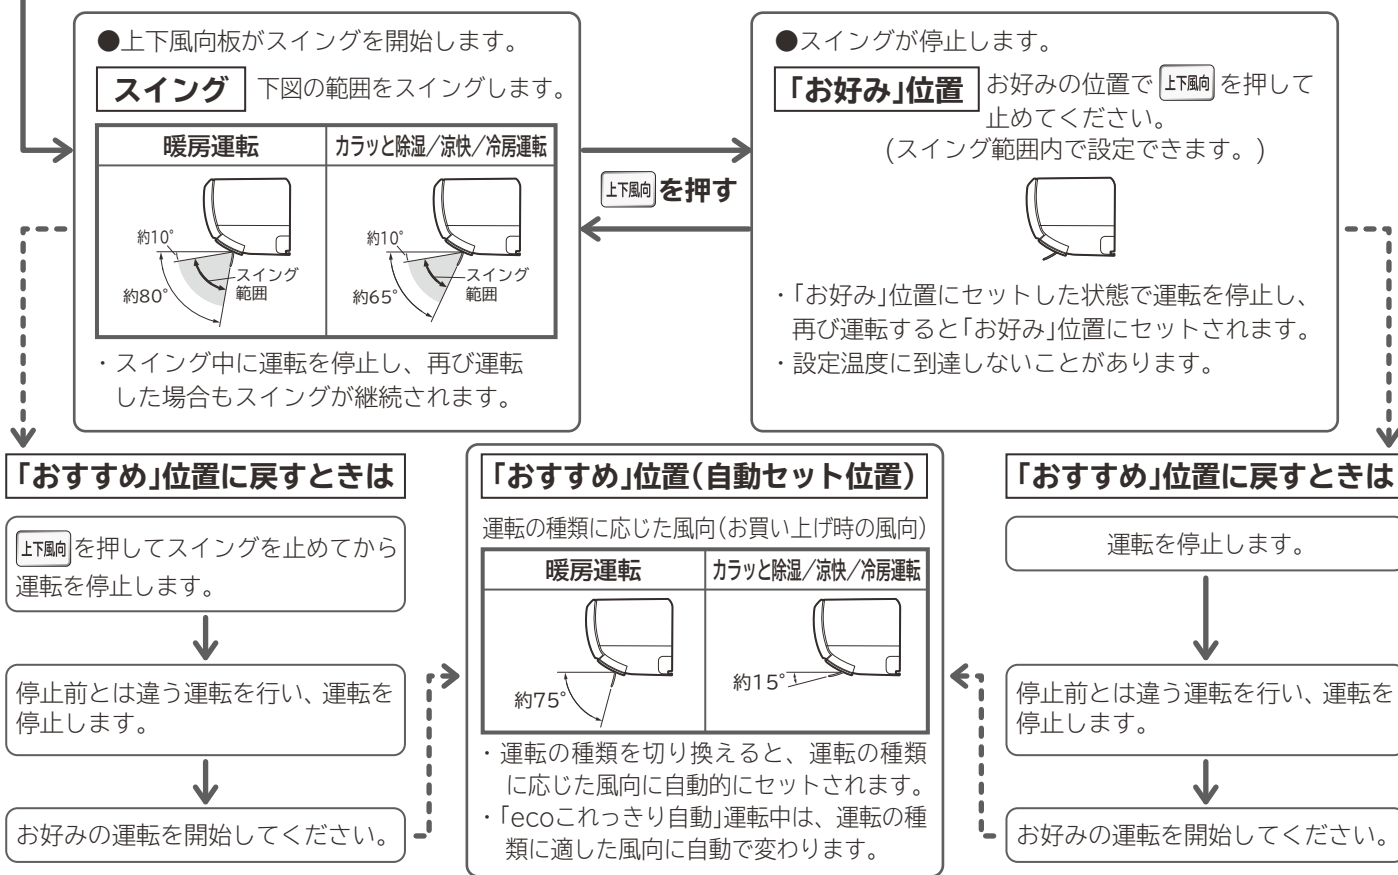 ●上下風向板がスイングを開始します。
スイング 下図の範囲をスイングします。
暖房運転 カラッと除湿／涼快／冷房運転
約10°
約80°
スイング
範囲
約10°
約65°
スイング
範囲
・スイング中に運転を停止し、再び運転
した場合もスイングが継続されます。
上下風向を押す
●スイングが停止します。
「お好み」位置 お好みの位置で上下風向を押して
止めてください。
(スイング範囲内で設定できます。)
・「お好み」位置にセットした状態で運転を停止し、
再び運転すると「お好み」位置にセットされます。
・設定温度に到達しないことがあります。
「おすすめ」位置に戻すときは
上下風向を押してスイングを止めてから
運転を停止します。
停止前とは違う運転を行い、運転を
停止します。
お好みの運転を開始してください。
「おすすめ」位置(自動セット位置)
運転の種類に応じた風向(お買い上げ時の風向)
暖房運転 カラッと除湿／涼快／冷房運転
約75°
約15°
・運転の種類を切り換えると、運転の種類
に応じた風向に自動的にセットされます。
・「ecoこれっきり自動」運転中は、運転の種
類に適した風向に自動で変わります。
「おすすめ」位置に戻すときは
運転を停止します。
停止前とは違う運転を行い、運転を
停止します。
お好みの運転を開始してください。